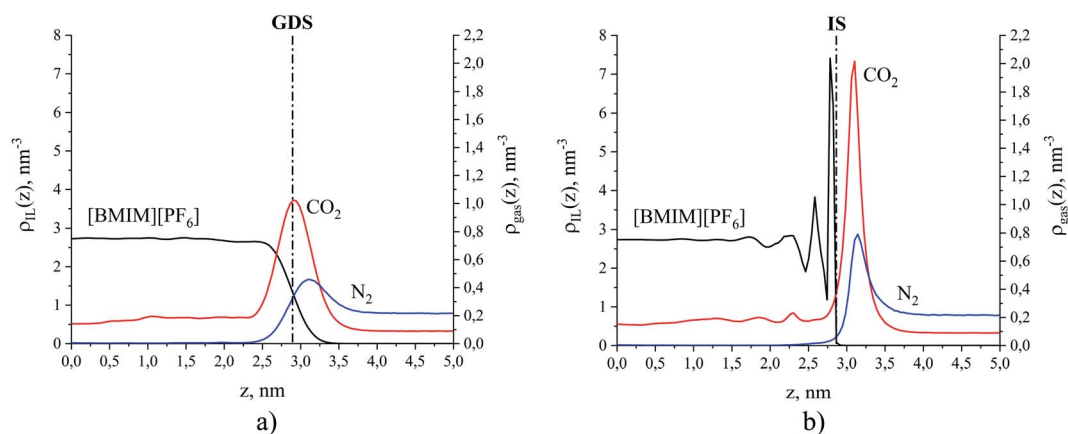 GDS
8
7
6
5
4
3
2
1
0
ρIL(z), nm-3
2,2
2,0
1,8
1,6
1,4
1,2
1,0
0,8
0,6
0,4
0,2
0,0
ρgas(z), nm-3
[BMIM][PF6]
CO2
N2
0,0 0,5 1,0 1,5 2,0 2,5 3,0 3,5 4,0 4,5 5,0
z, nm
a)
IS
8
7
6
5
4
3
2
1
0
ρIL(z), nm-3
2,2
2,0
1,8
1,6
1,4
1,2
1,0
0,8
0,6
0,4
0,2
0,0
ρgas(z), nm-3
[BMIM][PF6]
CO2
N2
0,0 0,5 1,0 1,5 2,0 2,5 3,0 3,5 4,0 4,5 5,0
z, nm
b)